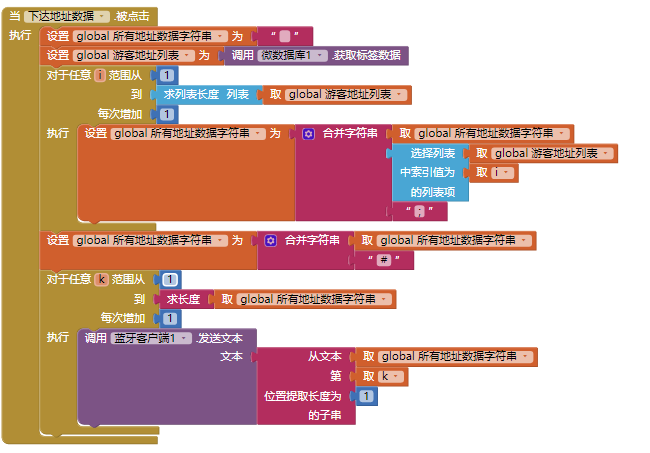 当 下达地址数据 .被点击
执行 设置 global 所有地址数据字符串 为 “ ”
设置 global 游客地址列表 为 调用 微数据库1 .获取标签数据
对于任意 i 范围从 1
到 求列表长度 列表 取 global 游客地址列表
每次增加 1
执行 设置 global 所有地址数据字符串 为 合并字符串 取 global 所有地址数据字符串
选择列表 取 global 游客地址列表
中索引值为 取 i
的列表项
“ ; ”
设置 global 所有地址数据字符串 为 合并字符串 取 global 所有地址数据字符串
“ # ”
对于任意 k 范围从 1
到 求长度 取 global 所有地址数据字符串
每次增加 1
执行 调用 蓝牙客户端1 .发送文本
文本 从文本 取 global 所有地址数据字符串
第 取 k
位置提取长度为 1
的子串